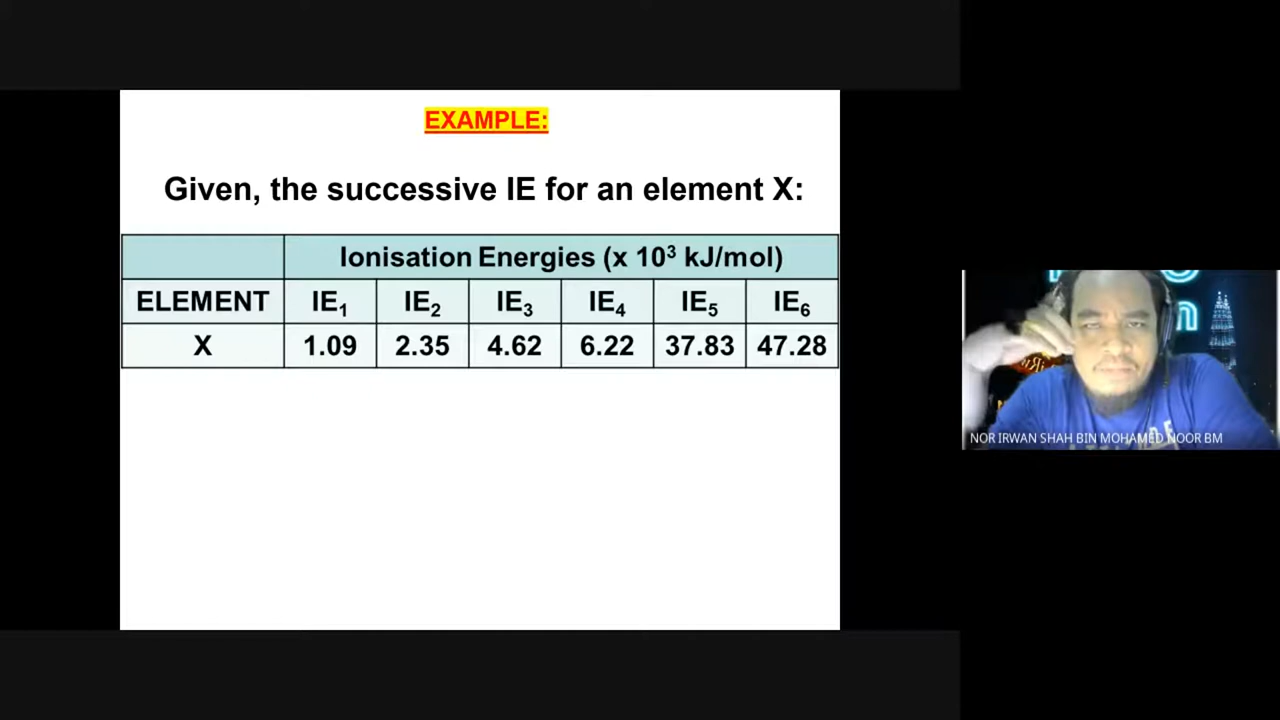 EXAMPLE:
Given, the successive IE for an element X:
Ionisation Energies (x 10³ kJ/mol)
ELEMENT IE₁ IE₂ IE₃ IE₄ IE₅ IE₆
X 1.09 2.35 4.62 6.22 37.83 47.28
NOR IRWAN SHAH BIN MOHAMED NOOR BM